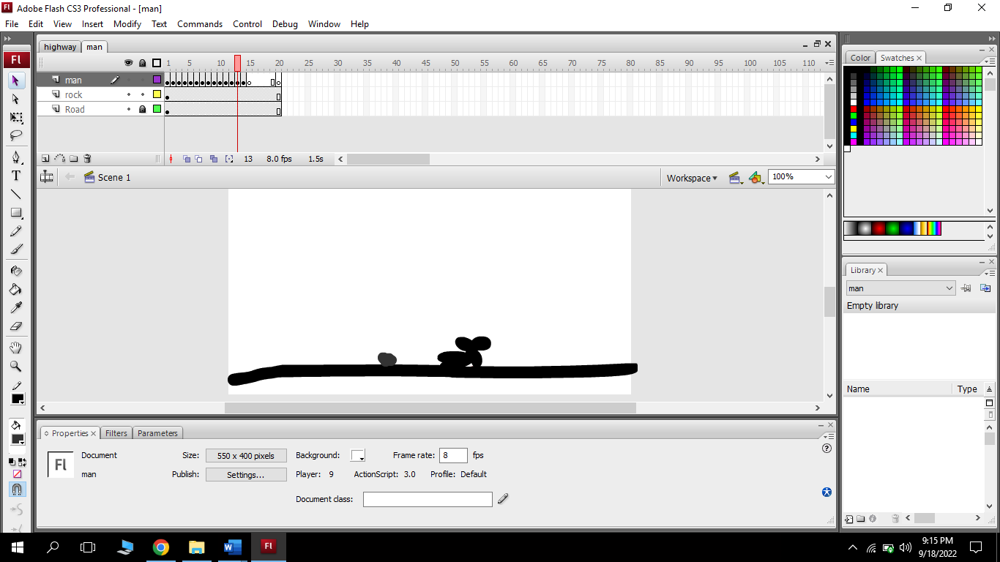 Fl Adobe Flash CS3 Professional - [man]
File Edit View Insert Modify Text Commands Control Debug Window Help
highway man
1 5 10 15 20 25 30 35 40 45 50 55 60 65 70 75 80 85 90 95 100 105 110
man
rock
Road
13 8.0 fps 1.5s
Scene 1 Workspace 100%
Fl
T
Color Swatches
Library
man
Empty library
Name Type
Properties Filters Parameters
Fl Document Size: 550 x 400 pixels Background: Frame rate: 8 fps
man Publish: Settings... Player: 9 ActionScript: 3.0 Profile: Default
Document class:
W Fl
9:15 PM
9/18/2022